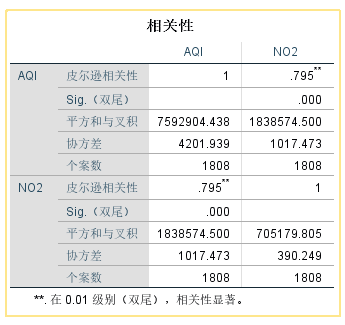 相关性
AQI NO2
AQI 皮尔逊相关性 1 .795**
Sig.（双尾） .000
平方和与叉积 7592904.438 1838574.500
协方差 4201.939 1017.473
个案数 1808 1808
NO2 皮尔逊相关性 .795** 1
Sig.（双尾） .000
平方和与叉积 1838574.500 705179.805
协方差 1017.473 390.249
个案数 1808 1808
**. 在 0.01 级别（双尾），相关性显著。